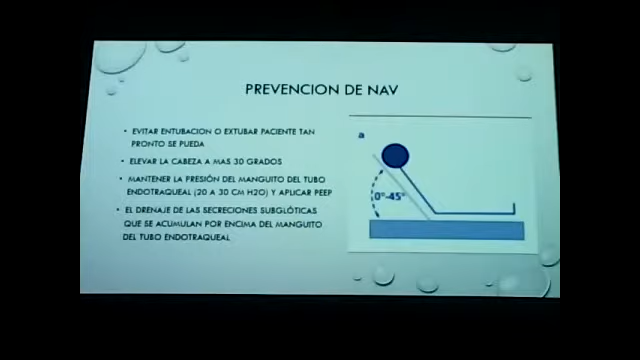 PREVENCION DE NAV
• EVITAR ENTUBACION O EXTUBAR PACIENTE TAN
PRONTO SE PUEDA
• ELEVAR LA CABEZA A MAS 30 GRADOS
• MANTENER LA PRESIÓN DEL MANGUITO DEL TUBO
ENDOTRAQUEAL (20 A 30 CM H2O) Y APLICAR PEEP
• EL DRENAJE DE LAS SECRECIONES SUBGLÓTICAS
QUE SE ACUMULAN POR ENCIMA DEL MANGUITO
DEL TUBO ENDOTRAQUEAL
a
0°-45°